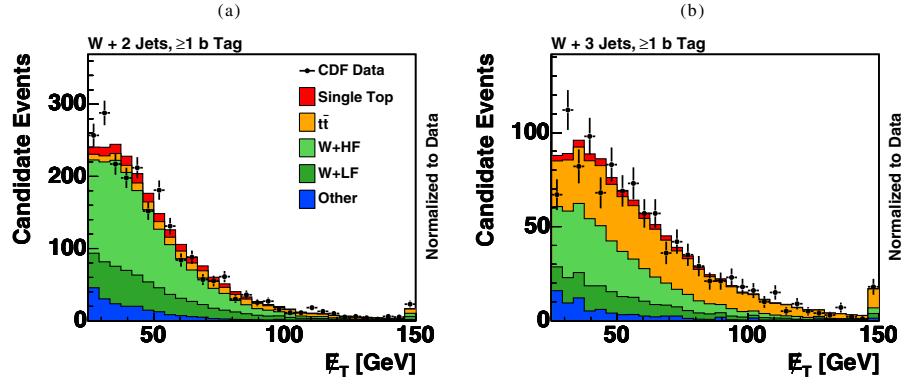 (a)
W + 2 Jets, ≥1 b Tag
Candidate Events
300
200
100
0
CDF Data
Single Top
tt̄
W+HF
W+LF
Other
Normalized to Data
50
100
150
E̸_T [GeV]
(b)
W + 3 Jets, ≥1 b Tag
Candidate Events
100
50
0
Normalized to Data
50
100
150
E̸_T [GeV]